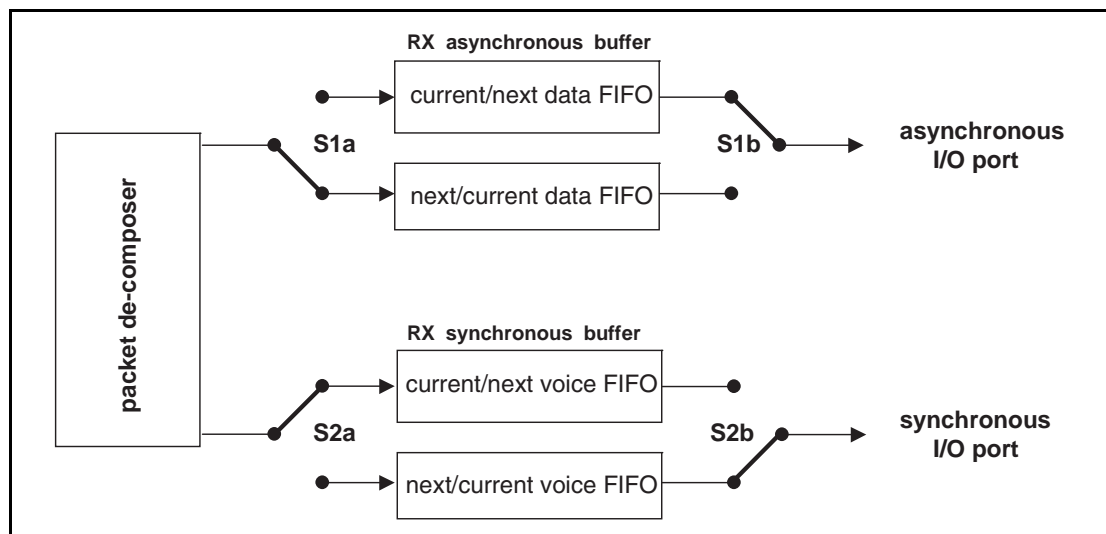 RX asynchronous buffer
current/next data FIFO
S1a
S1b
asynchronous
I/O port
next/current data FIFO
packet de-composer
RX synchronous buffer
current/next voice FIFO
S2a
S2b
synchronous
I/O port
next/current voice FIFO